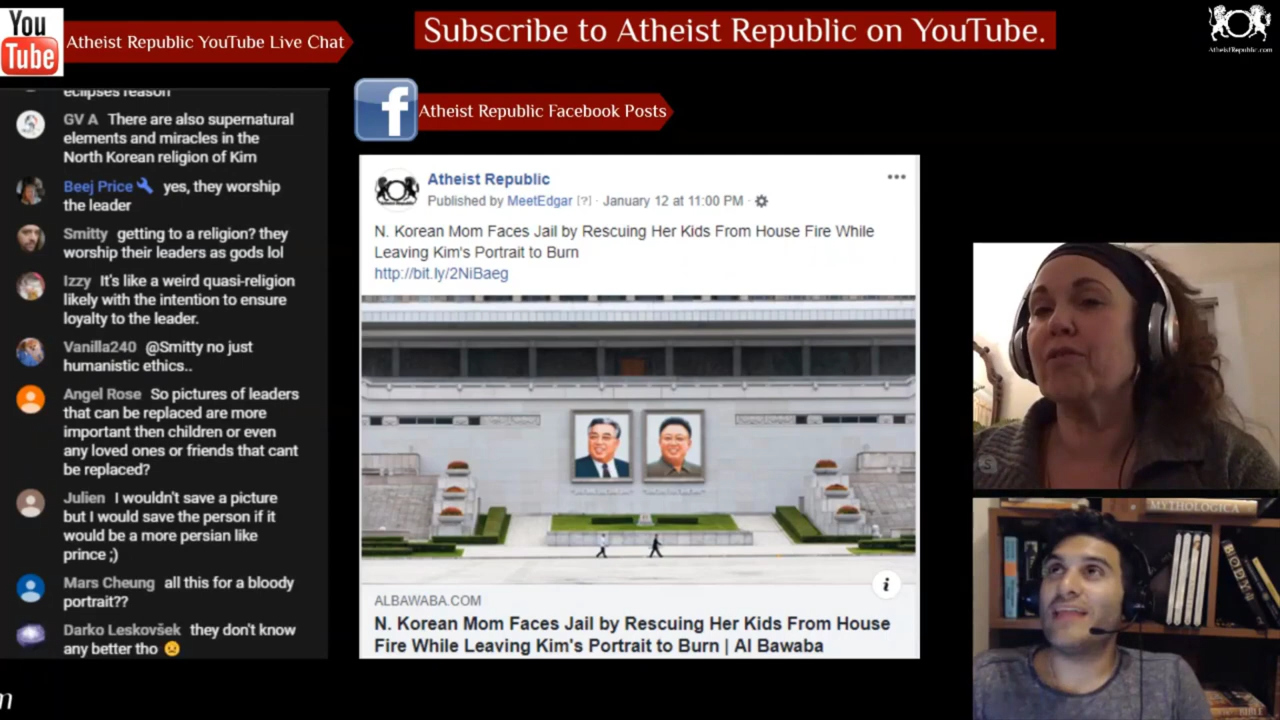 You
Tube
Atheist Republic YouTube Live Chat
Subscribe to Atheist Republic on YouTube.
AtheistRepublic.com
f
Atheist Republic Facebook Posts
eclipses reason
GV A There are also supernatural
elements and miracles in the
North Korean religion of Kim
Beej Price yes, they worship
the leader
Smitty getting to a religion? they
worship their leaders as gods lol
Izzy It's like a weird quasi-religion
likely with the intention to ensure
loyalty to the leader.
Vanilla240 @Smitty no just
humanistic ethics..
Angel Rose So pictures of leaders
that can be replaced are more
important then children or even
any loved ones or friends that cant
be replaced?
Julien I wouldn't save a picture
but I would save the person if it
would be a more persian like
prince ;)
Mars Cheung all this for a bloody
portrait??
Darko Leskovšek they don't know
any better tho
Atheist Republic
Published by MeetEdgar [?] · January 12 at 11:00 PM ·
N. Korean Mom Faces Jail by Rescuing Her Kids From House Fire While
Leaving Kim's Portrait to Burn
http://bit.ly/2NiBaeg
i
ALBAWABA.COM
N. Korean Mom Faces Jail by Rescuing Her Kids From House
Fire While Leaving Kim's Portrait to Burn | Al Bawaba
MYTHOLOGICA
BODY
BIBLE